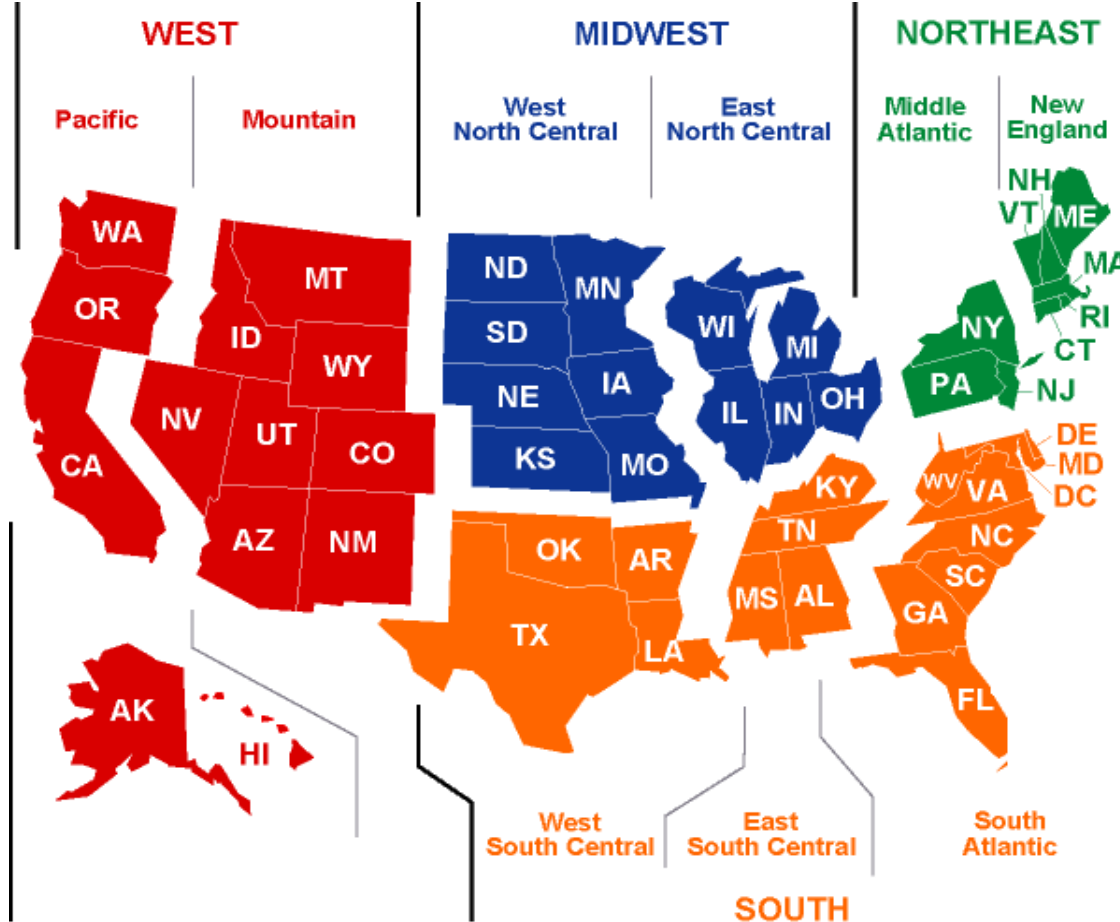 WEST
MIDWEST
NORTHEAST
Pacific
Mountain
West
North Central
East
North Central
Middle
Atlantic
New
England
WA
OR
CA
MT
ID
WY
NV
UT
CO
AZ
NM
AK
HI
ND
SD
NE
KS
MN
IA
MO
WI
MI
IL
IN
OH
NH
VT
ME
MA
RI
CT
NY
PA
NJ
DE
MD
DC
WV
VA
NC
SC
GA
FL
KY
TN
MS
AL
OK
AR
TX
LA
West
South Central
East
South Central
South
Atlantic
SOUTH